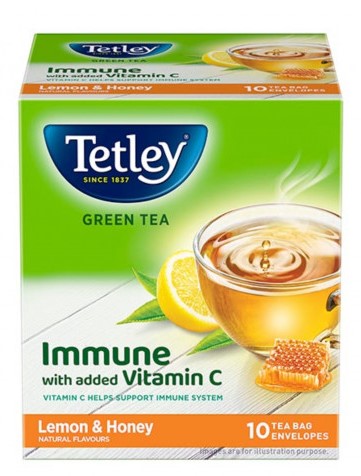 Tetley
Immune
with added Vitamin C
VITAMIN C HELPS SUPPORT IMMUNE SYSTEM
Lemon & Honey
NATURAL FLAVOURS
10 TEA BAG
ENVELOPES
Tetley
SINCE 1837
GREEN TEA
Immune
with added Vitamin C
VITAMIN C HELPS SUPPORT IMMUNE SYSTEM
Lemon & Honey
NATURAL FLAVOURS
10 TEA BAG
ENVELOPES
Images are for illustration purpose.